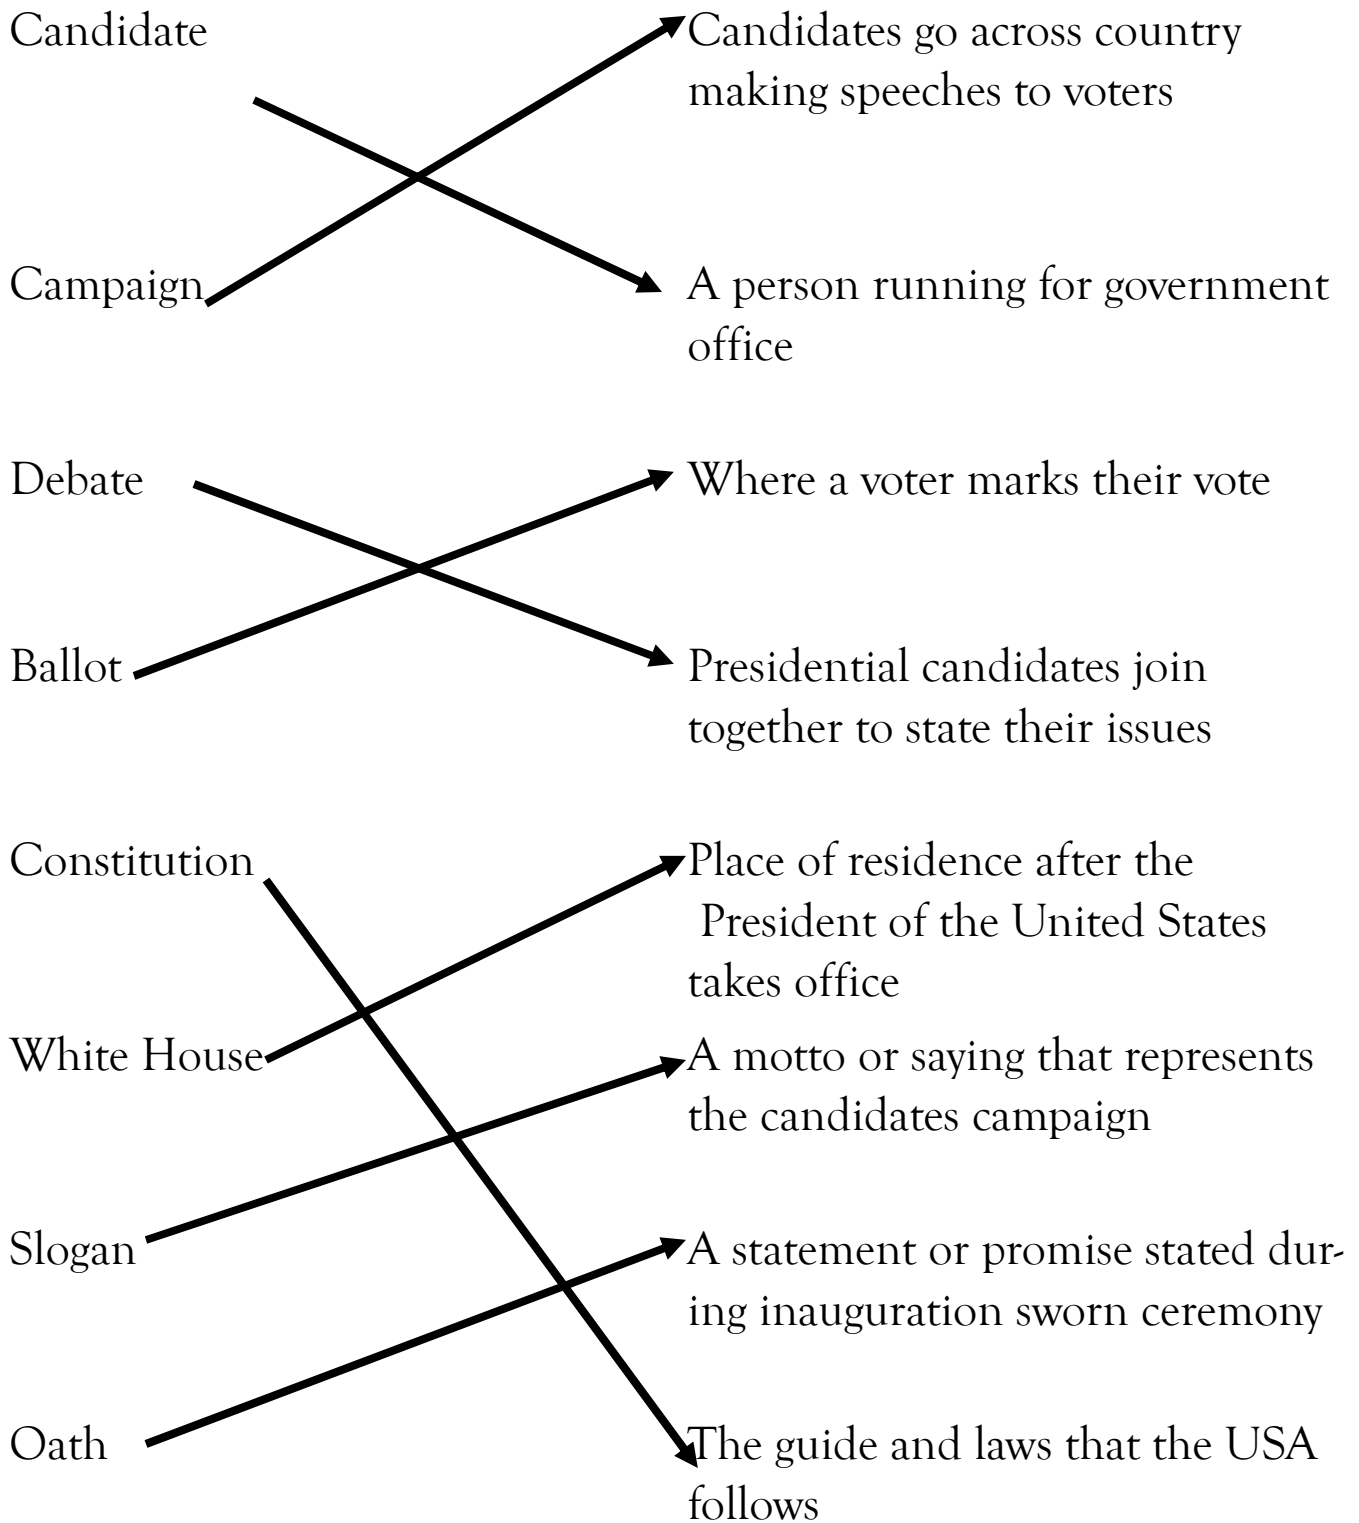 Candidate
Candidates go across country
making speeches to voters
Campaign
A person running for government
office
Debate
Where a voter marks their vote
Ballot
Presidential candidates join
together to state their issues
Constitution
Place of residence after the
President of the United States
takes office
White House
A motto or saying that represents
the candidates campaign
Slogan
A statement or promise stated dur-
ing inauguration sworn ceremony
Oath
The guide and laws that the USA
follows